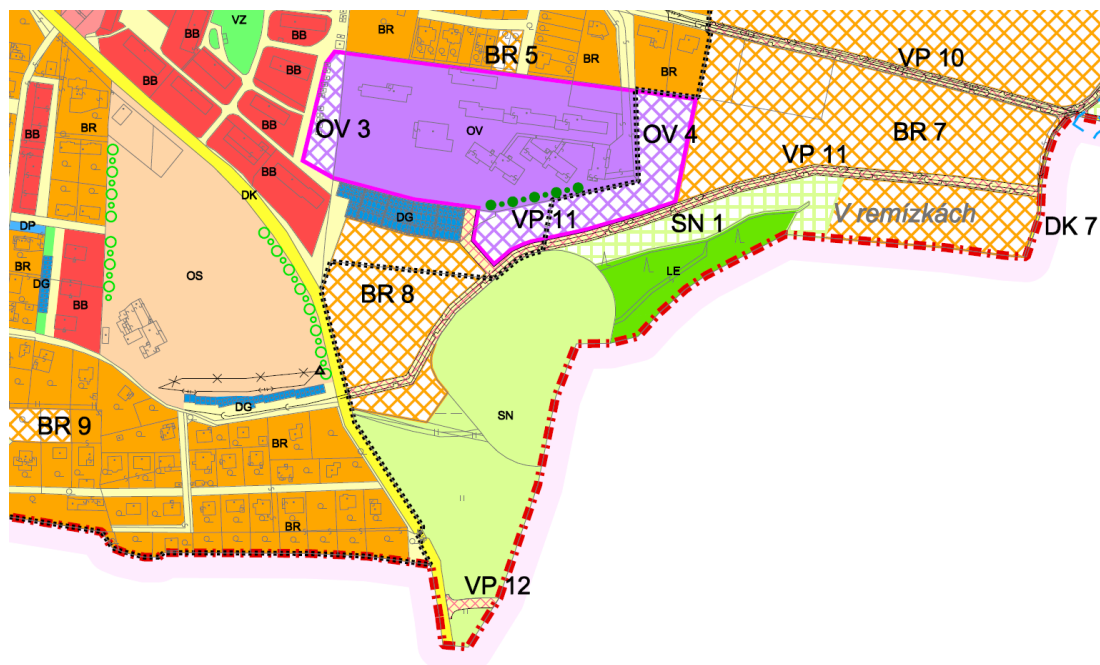 VZ
BB
BB
BR
BR 5
BR
BR
VP 10
BB
BB
BR
BB
BR
BB
OV 3
OV
OV 4
BR 7
VP 11
BB
DK
DG
VP 11
SN 1
V remízkách
DK 7
DP
BR
DG
BB
OS
BR 8
LE
DG
SN
BR 9
BR
BR
VP 12